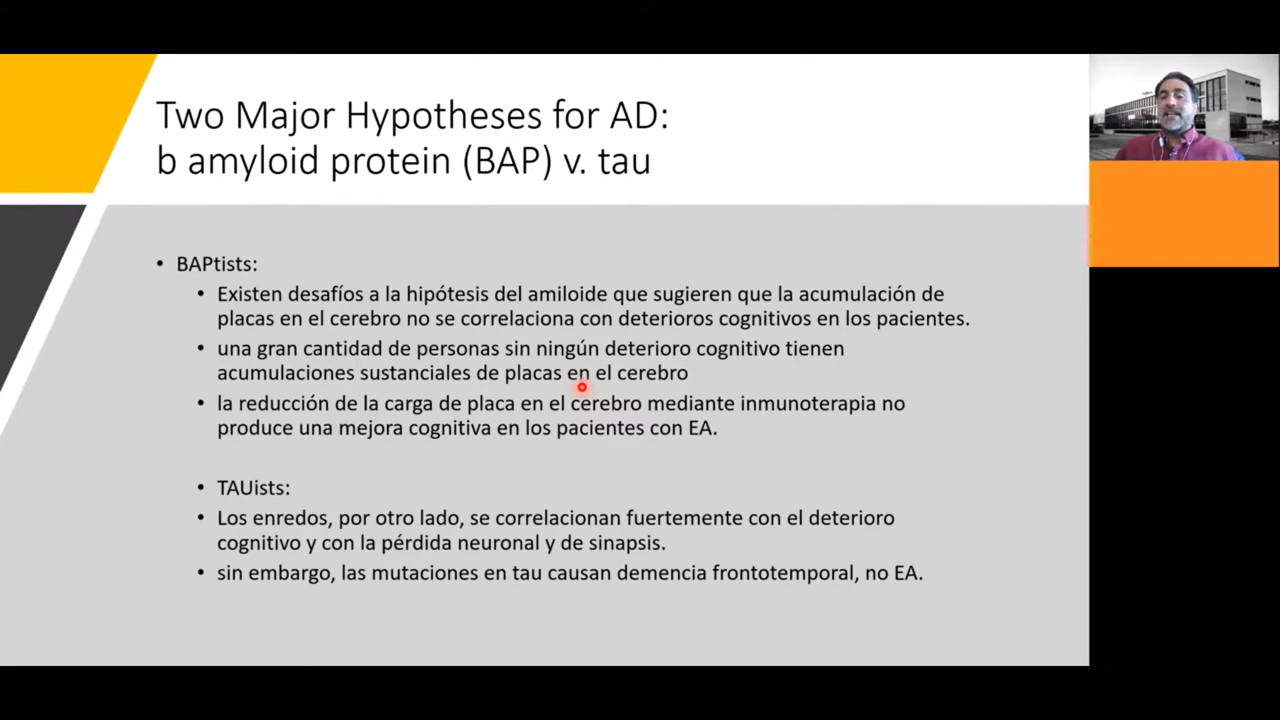 Two Major Hypotheses for AD:
b amyloid protein (BAP) v. tau
• BAPtists:
• Existen desafíos a la hipótesis del amiloide que sugieren que la acumulación de
placas en el cerebro no se correlaciona con deterioros cognitivos en los pacientes.
• una gran cantidad de personas sin ningún deterioro cognitivo tienen
acumulaciones sustanciales de placas en el cerebro
• la reducción de la carga de placa en el cerebro mediante inmunoterapia no
produce una mejora cognitiva en los pacientes con EA.
• TAUists:
• Los enredos, por otro lado, se correlacionan fuertemente con el deterioro
cognitivo y con la pérdida neuronal y de sinapsis.
• sin embargo, las mutaciones en tau causan demencia frontotemporal, no EA.